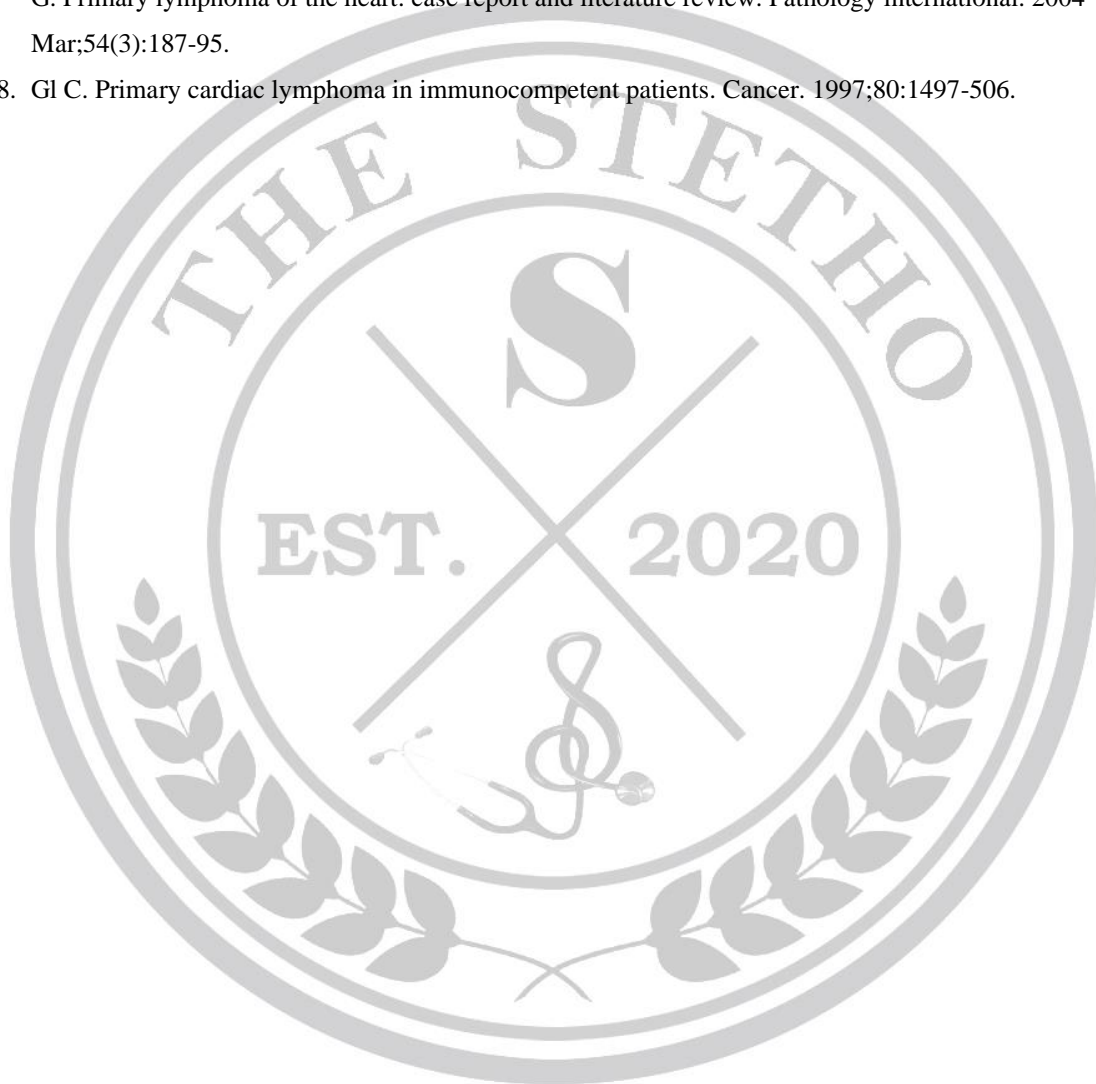 G. Primary lymphoma of the heart: case report and literature review. Pathology international. 2004
Mar;54(3):187-95.
8. Gl C. Primary cardiac lymphoma in immunocompetent patients. Cancer. 1997;80:1497-506.
THE STETHO
S
EST. 2020